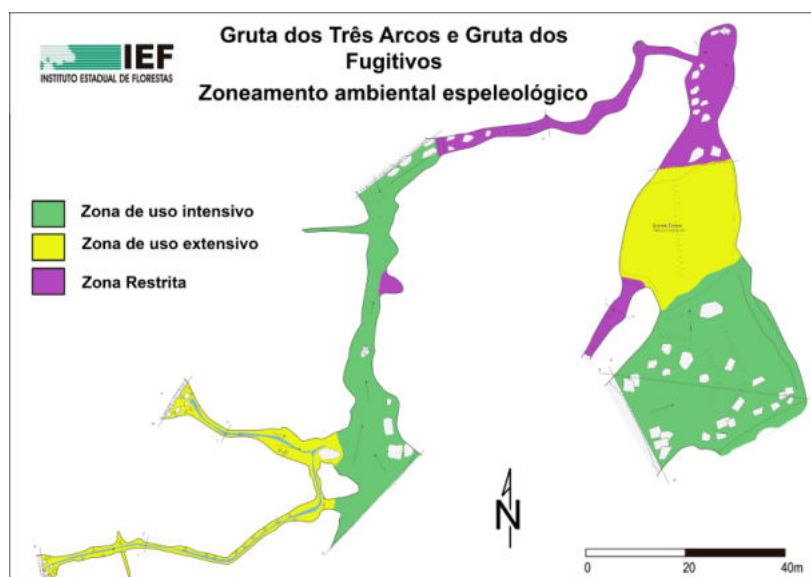 IEF
INSTITUTO ESTADUAL DE FLORESTAS
Gruta dos Três Arcos e Gruta dos
Fugitivos
Zoneamento ambiental espeleológico
Zona de uso intensivo
Zona de uso extensivo
Zona Restrita
N
0 20 40m